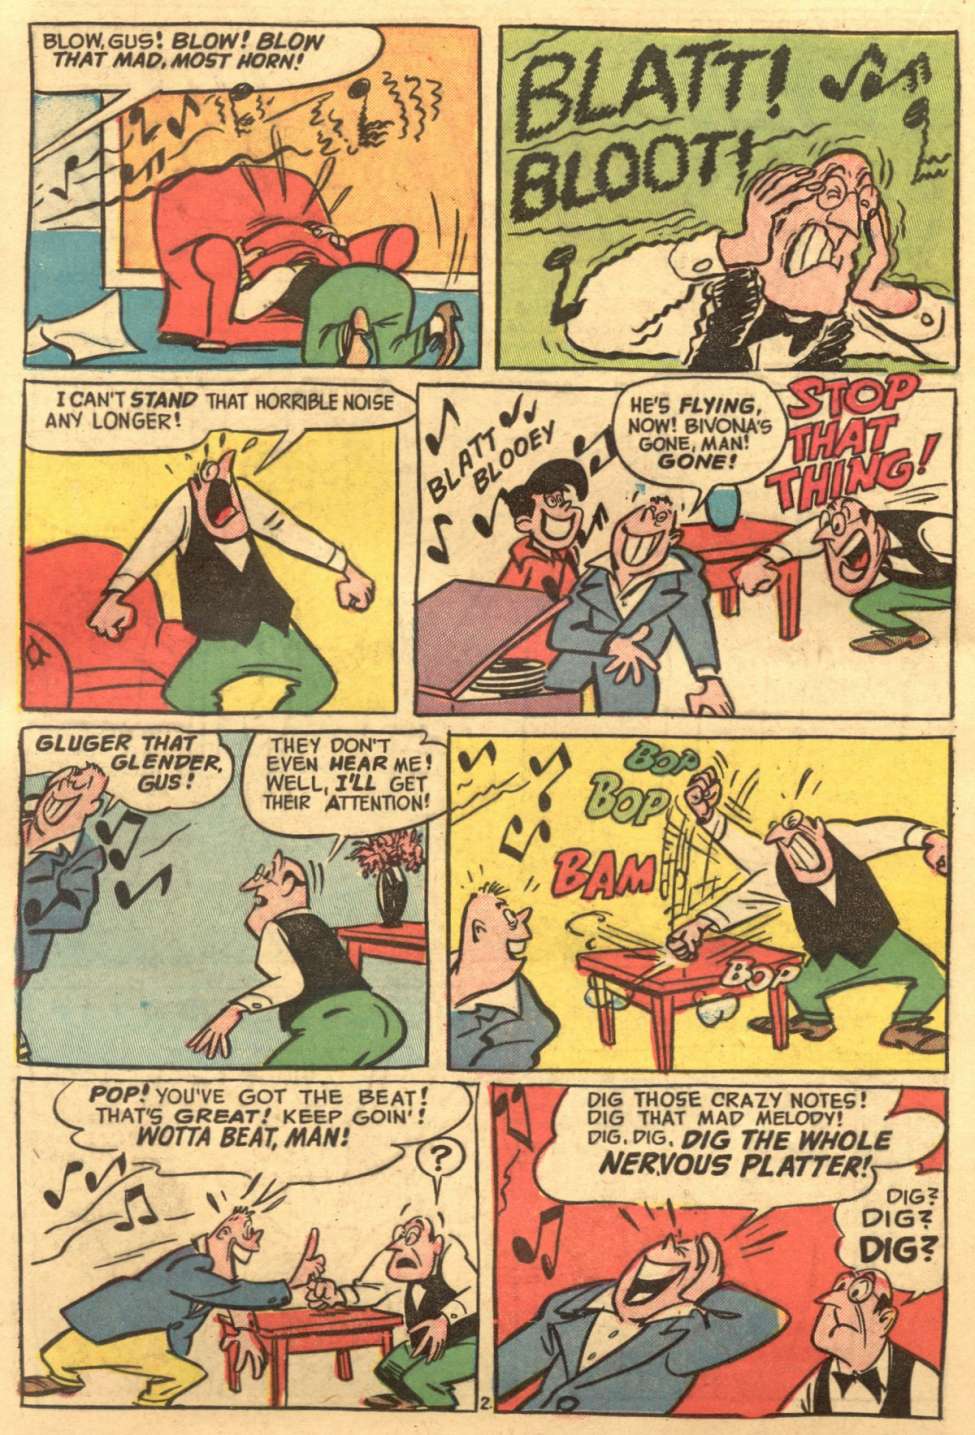 BLOW, GUS! BLOW! BLOW
THAT MAD, MOST HORN!
BLATT!
BLOOT!
I CAN'T STAND THAT HORRIBLE NOISE
ANY LONGER!
BLATT
BLOOEY
HE'S FLYING,
NOW! BIVONA'S
GONE, MAN!
GONE!
STOP
THAT
THING!
GLUGER THAT
GLENDER,
GUS!
THEY DON'T
EVEN HEAR ME!
WELL, I'LL GET
THEIR ATTENTION!
BOP
BOP
BAM
BOP
POP! YOU'VE GOT THE BEAT!
THAT'S GREAT! KEEP GOIN'!
WOTTA BEAT, MAN!
?
2.
DIG THOSE CRAZY NOTES!
DIG THAT MAD MELODY!
DIG, DIG, DIG THE WHOLE
NERVOUS PLATTER!
DIG?
DIG?
DIG?